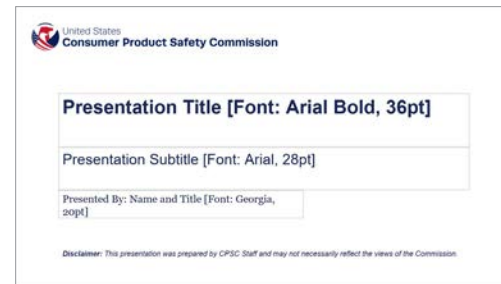 United States
Consumer Product Safety Commission
Presentation Title [Font: Arial Bold, 36pt]
Presentation Subtitle [Font: Arial, 28pt]
Presented By: Name and Title [Font: Georgia,
20pt]
Disclaimer: This presentation was prepared by CPSC Staff and may not necessarily reflect the views of the Commission.